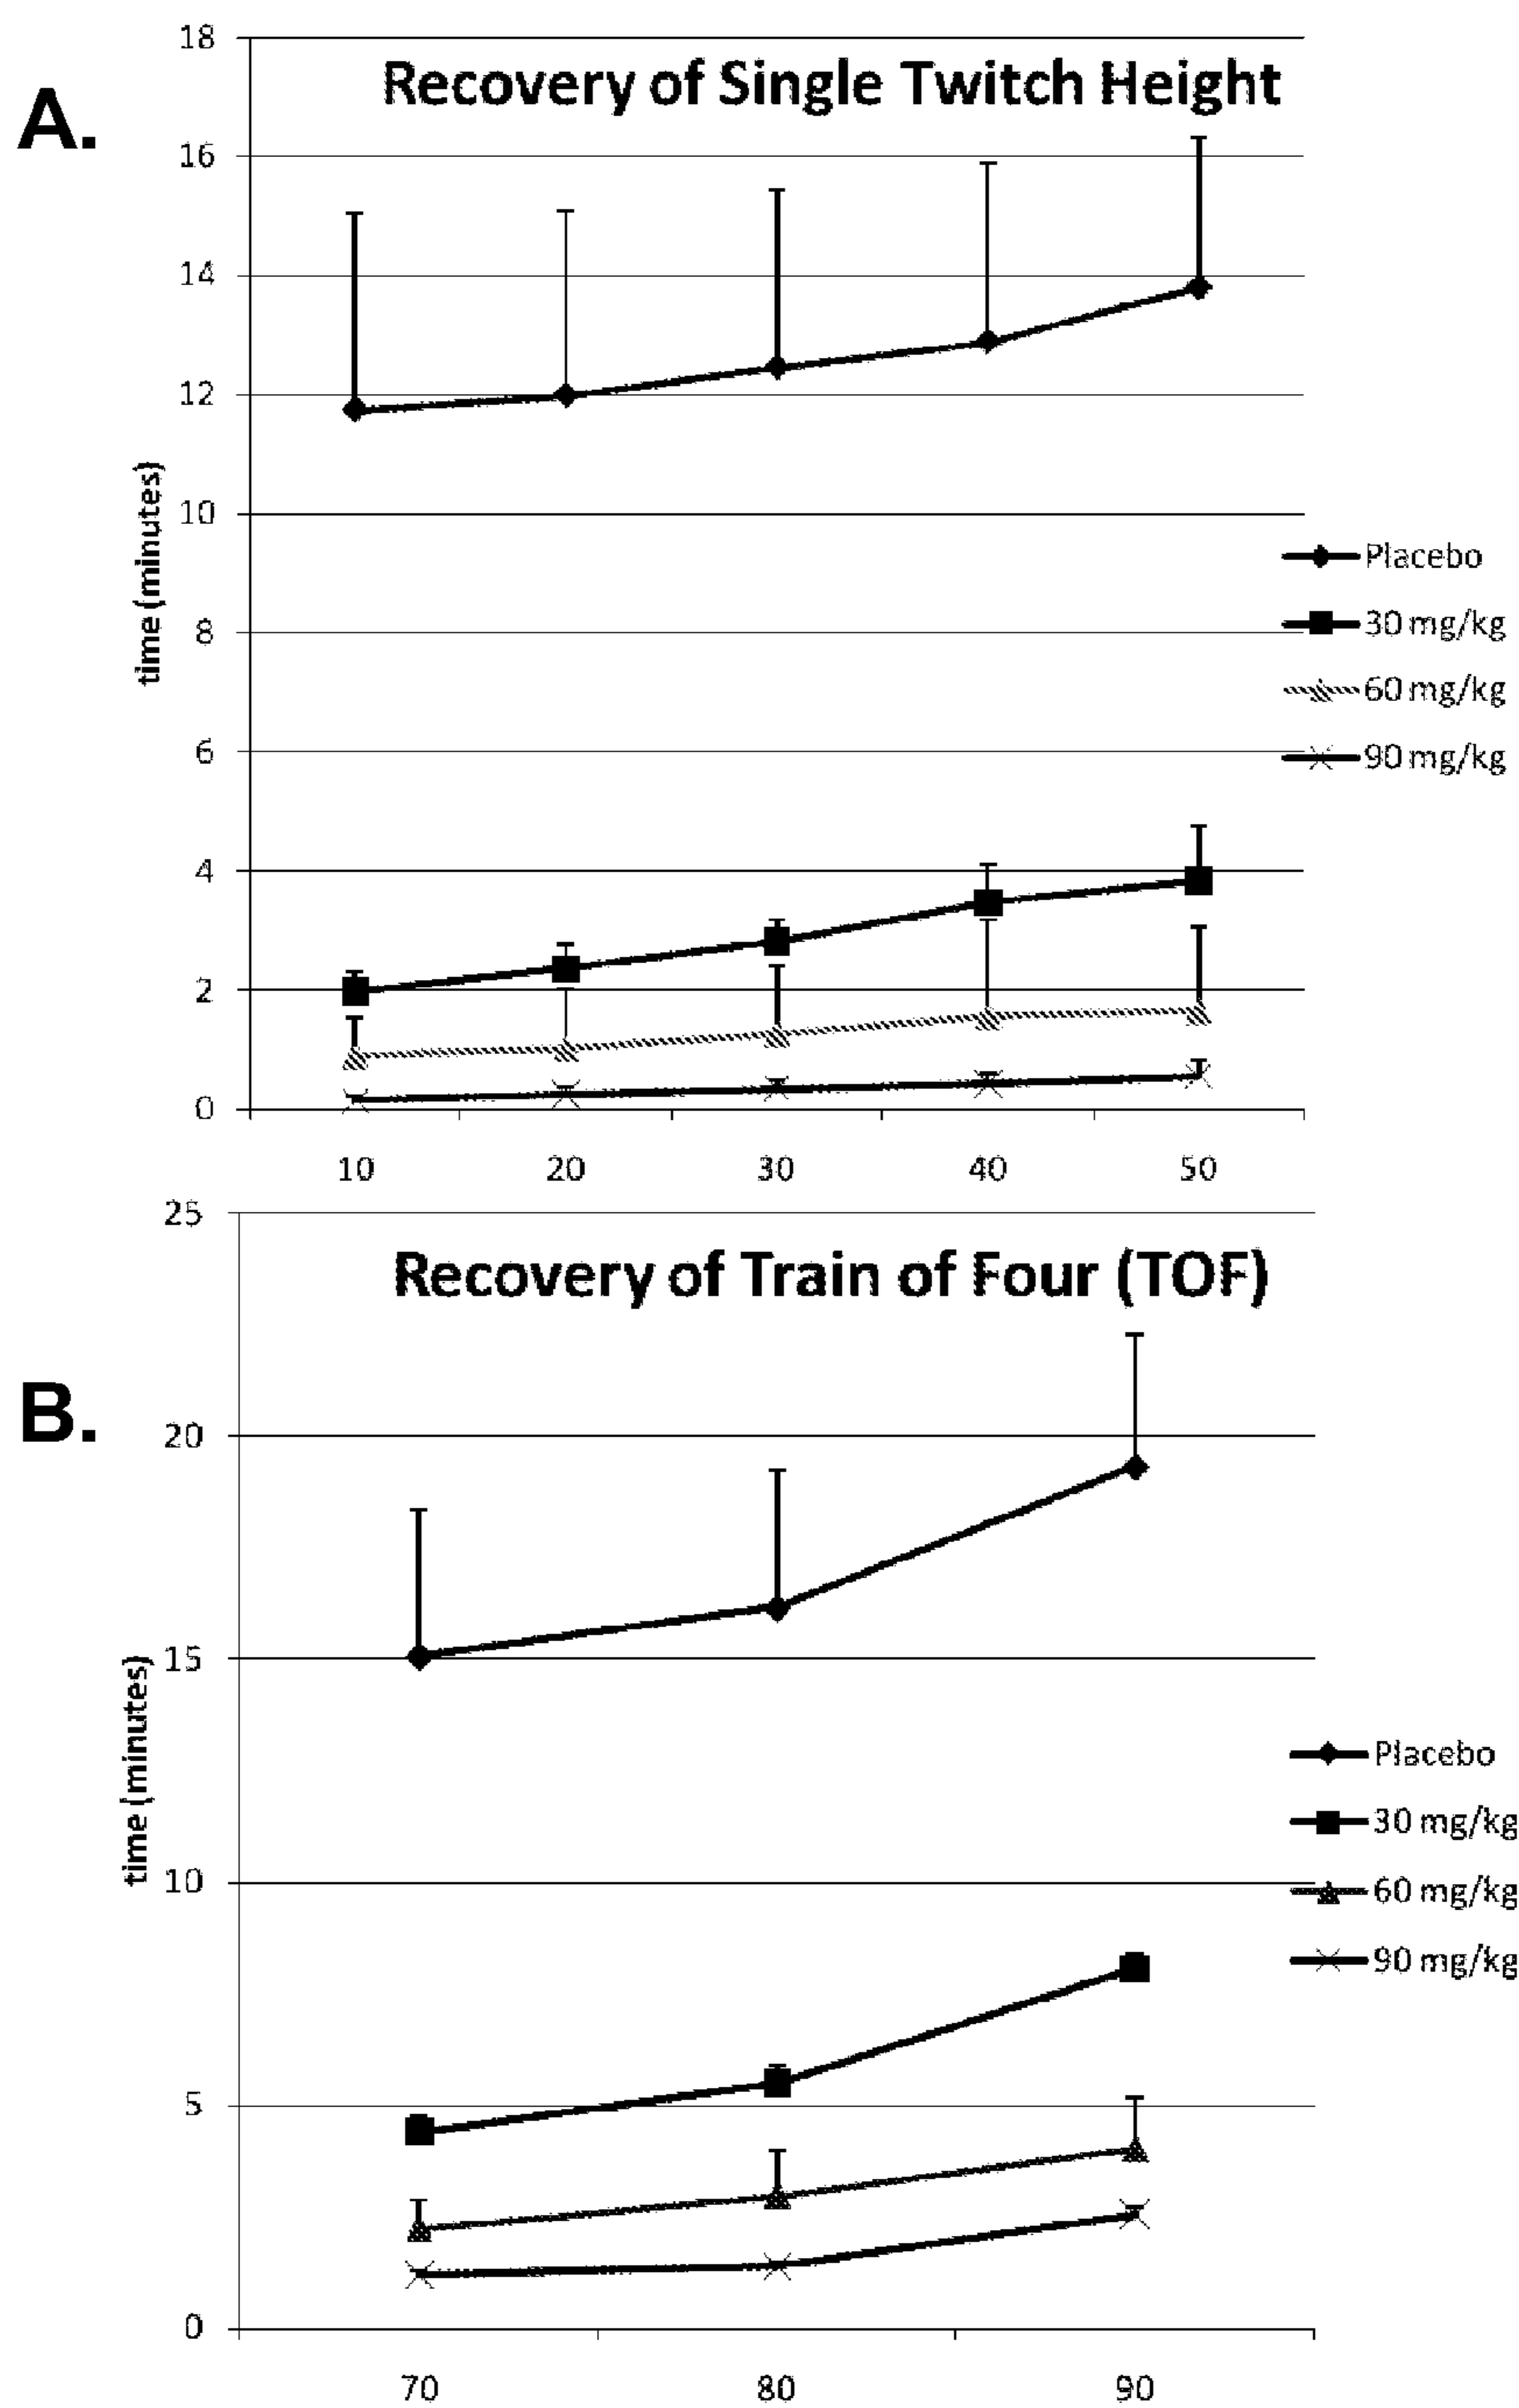 A.
Recovery of Single Twitch Height
18
16
14
12
10
8
6
4
2
0
time (minutes)
Placebo
30 mg/kg
60 mg/kg
90 mg/kg
10 20 30 40 50
B.
Recovery of Train of Four (TOF)
25
20
15
10
5
0
time (minutes)
Placebo
30 mg/kg
60 mg/kg
90 mg/kg
70 80 90